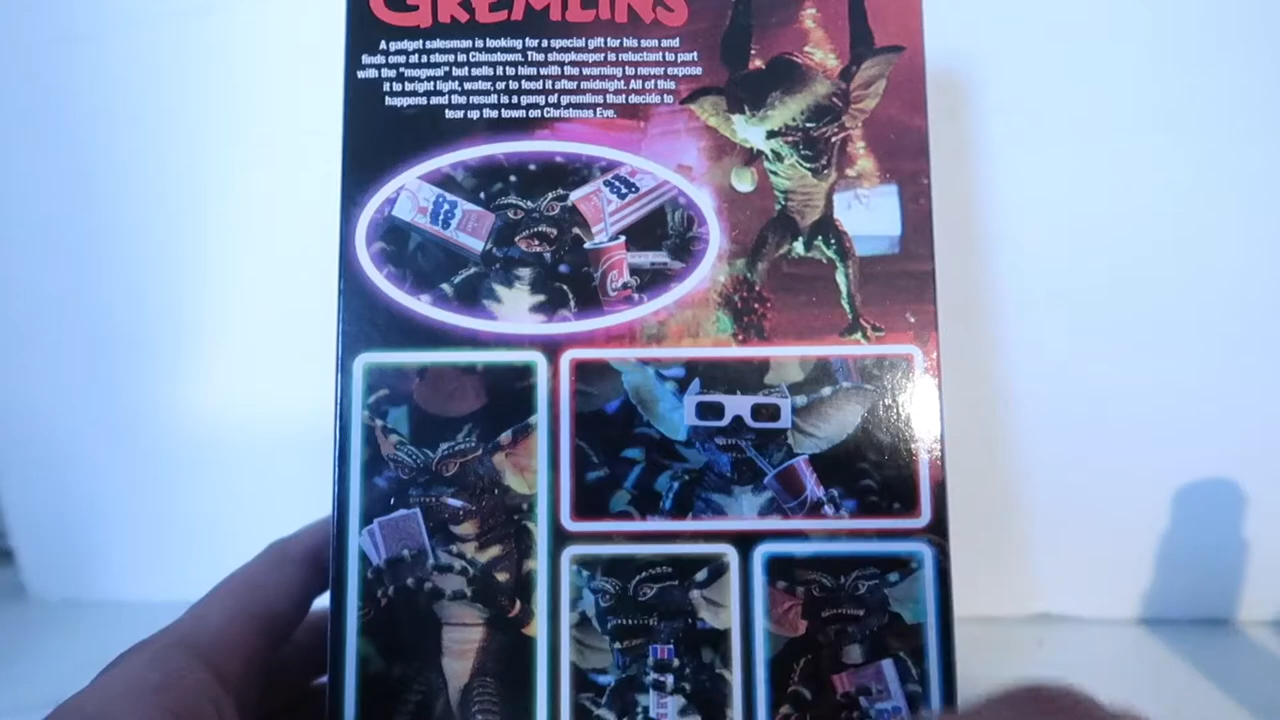 GREMLINS
A gadget salesman is looking for a special gift for his son and
finds one at a store in Chinatown. The shopkeeper is reluctant to part
with the "mogwai" but sells it to him with the warning to never expose
it to bright light, water, or to feed it after midnight. All of this
happens and the result is a gang of gremlins that decide to
tear up the town on Christmas Eve.